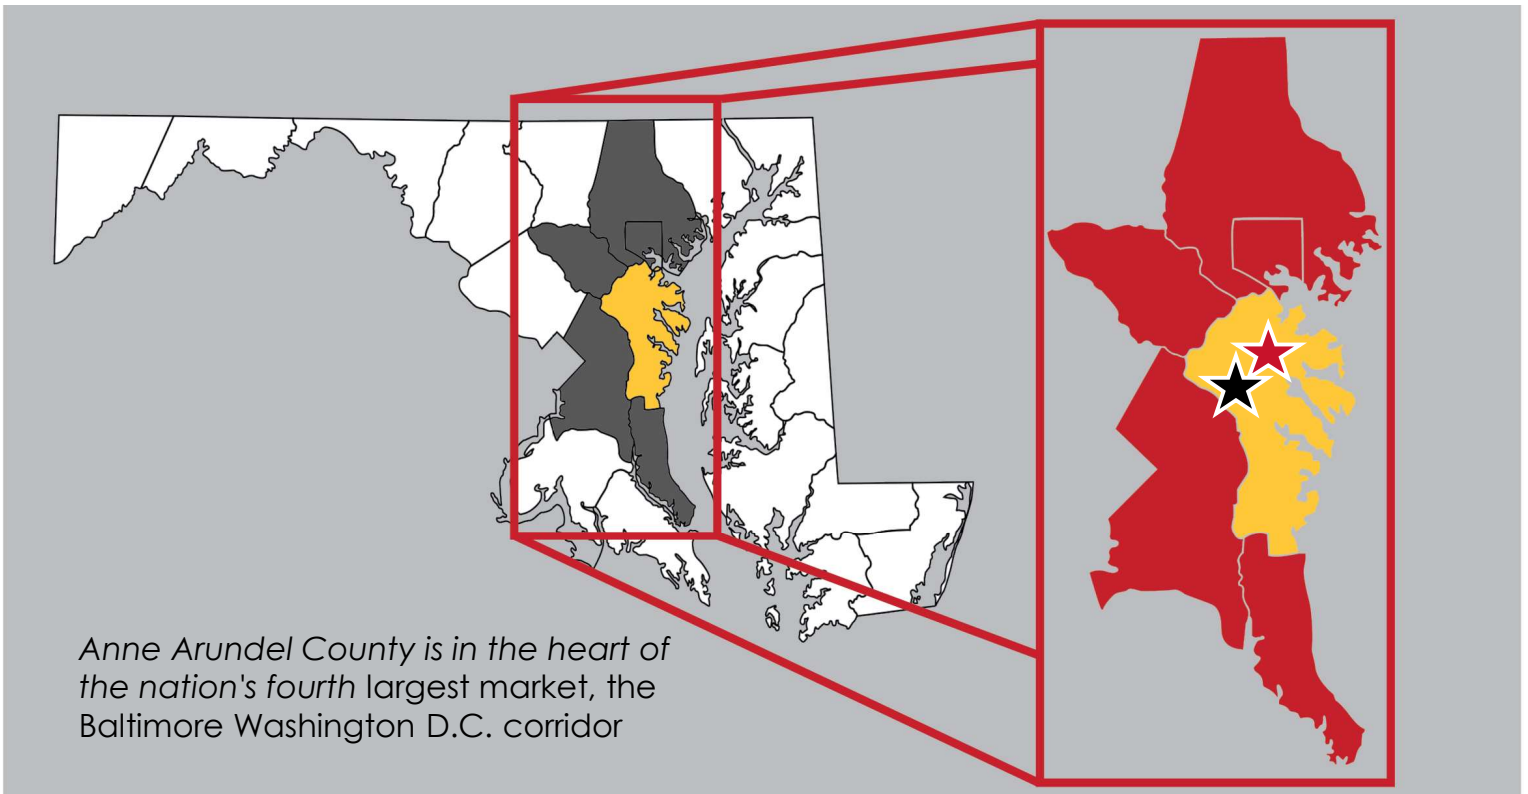 Anne Arundel County is in the heart of
the nation's fourth largest market, the
Baltimore Washington D.C. corridor